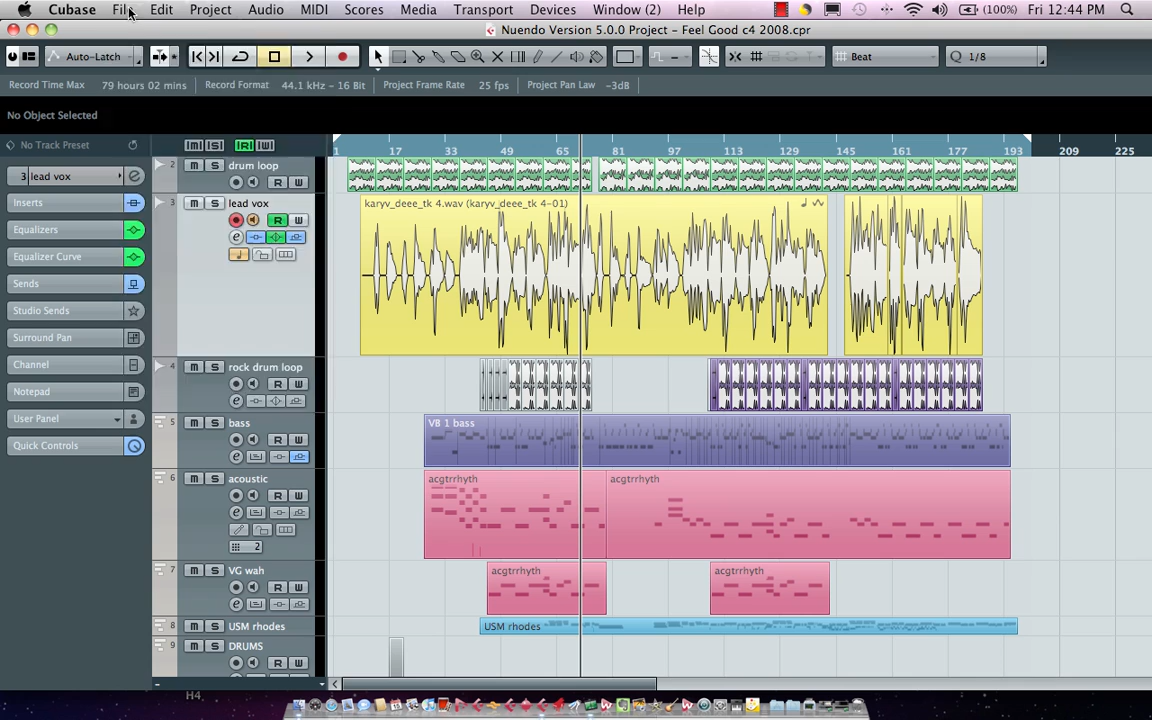 Cubase File Edit Project Audio MIDI Scores Media Transport Devices Window (2) Help (100%) Fri 12:44 PM
Nuendo Version 5.0.0 Project - Feel Good c4 2008.cpr
Auto-Latch Beat Q 1/8
Record Time Max 79 hours 02 mins Record Format 44.1 kHz - 16 Bit Project Frame Rate 25 fps Project Pan Law -3dB
No Object Selected
No Track Preset M S R W
1 17 33 49 65 81 97 113 129 145 161 177 193 209 225
2 m S drum loop
R W
3 lead vox
3 m S lead vox karyv_deee_tk 4.wav (karyv_deee_tk 4-01)
R W
e
Inserts
Equalizers
Equalizer Curve
Sends
Studio Sends
Surround Pan
Channel
Notepad
User Panel
Quick Controls
4 m S rock drum loop
R W
e
5 m S bass VB 1 bass
R W
e
6 m S acoustic acgtrrhyth acgtrrhyth
R W
e
2
7 m S VG wah acgtrrhyth acgtrrhyth
R W
e
8 m S USM rhodes USM rhodes
9 m S DRUMS
R W
H4